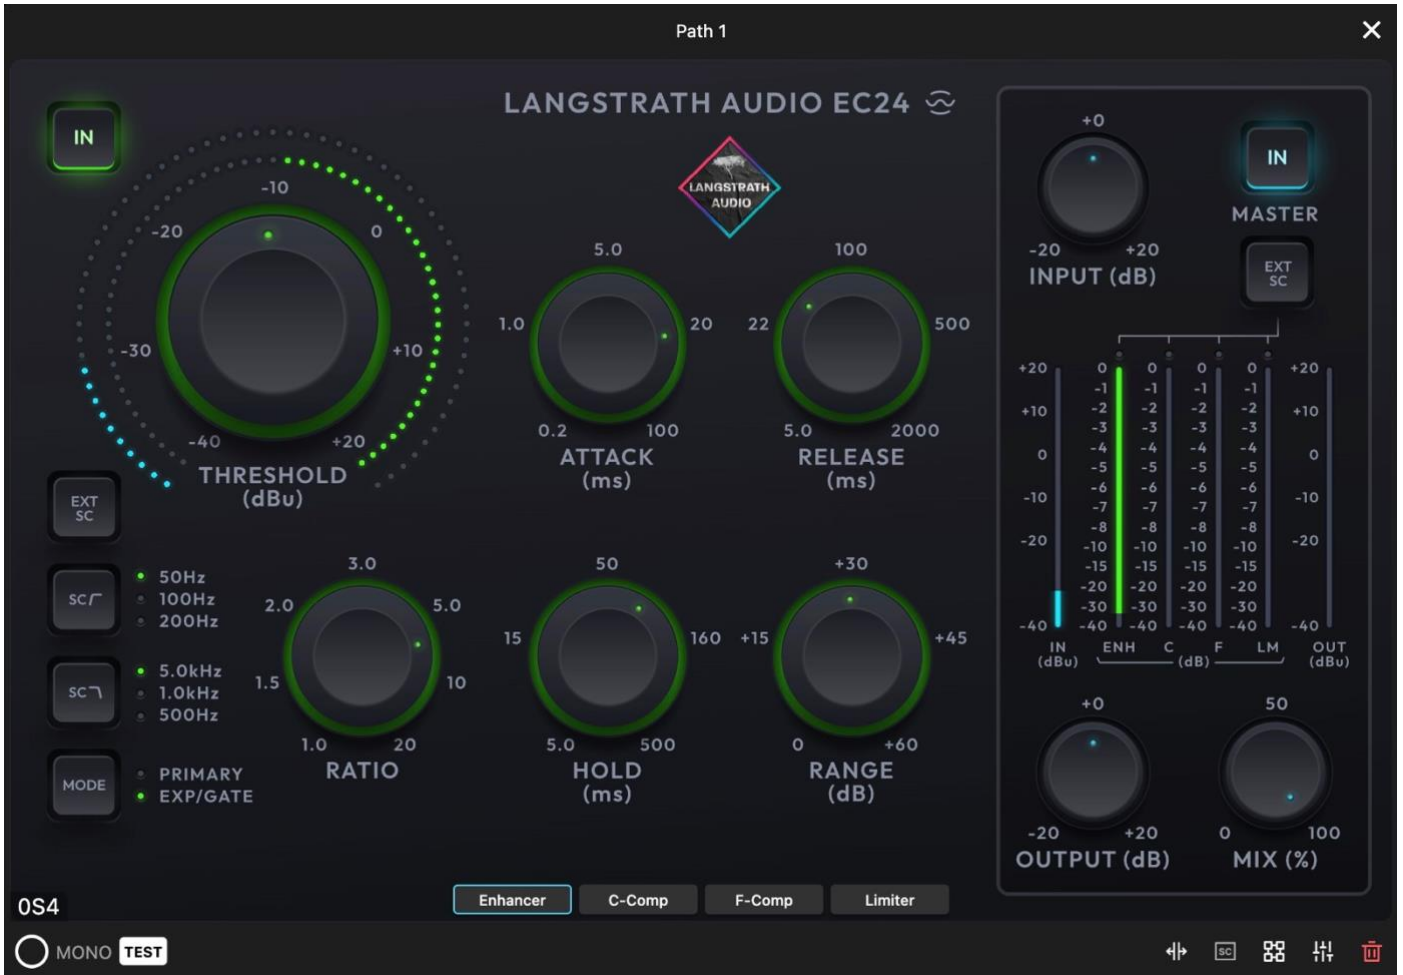 Path 1
IN
LANGSTRATH AUDIO EC24
LANGSTRATH
AUDIO
-40
-30
-20
-10
0
+10
+20
THRESHOLD
(dBu)
0.2
1.0
5.0
20
100
ATTACK
(ms)
5.0
22
100
500
2000
RELEASE
(ms)
EXT
SC
SC
50Hz
100Hz
200Hz
SC
5.0kHz
1.0kHz
500Hz
MODE
PRIMARY
EXP/GATE
1.0
1.5
2.0
3.0
5.0
10
20
RATIO
5.0
15
50
160
500
HOLD
(ms)
0
+15
+30
+45
+60
RANGE
(dB)
+0
-20 +20
INPUT (dB)
IN
MASTER
EXT
SC
+20 0 0 0 0 +20
-1 -1 -1 -1
+10 -2 -2 -2 -2 +10
-3 -3 -3 -3
0 -4 -4 -4 -4 0
-5 -5 -5 -5
-6 -6 -6 -6
-10 -7 -7 -7 -7 -10
-8 -8 -8 -8
-20 -10 -10 -10 -10 -20
-15 -15 -15 -15
-20 -20 -20 -20
-30 -30 -30 -30
-40 -40 -40 -40 -40 -40
IN ENH C F LM OUT
(dBu) (dB) (dBu)
+0
-20 +20
OUTPUT (dB)
50
0 100
MIX (%)
Enhancer C-Comp F-Comp Limiter
0S4
MONO TEST
SC